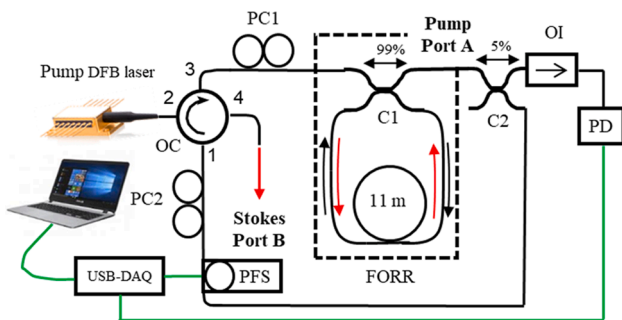 PC1
99%
Pump
Port A
5%
OI
Pump DFB laser
3
2
4
OC
1
C1
C2
PD
PC2
11 m
Stokes
Port B
USB-DAQ
PFS
FORR